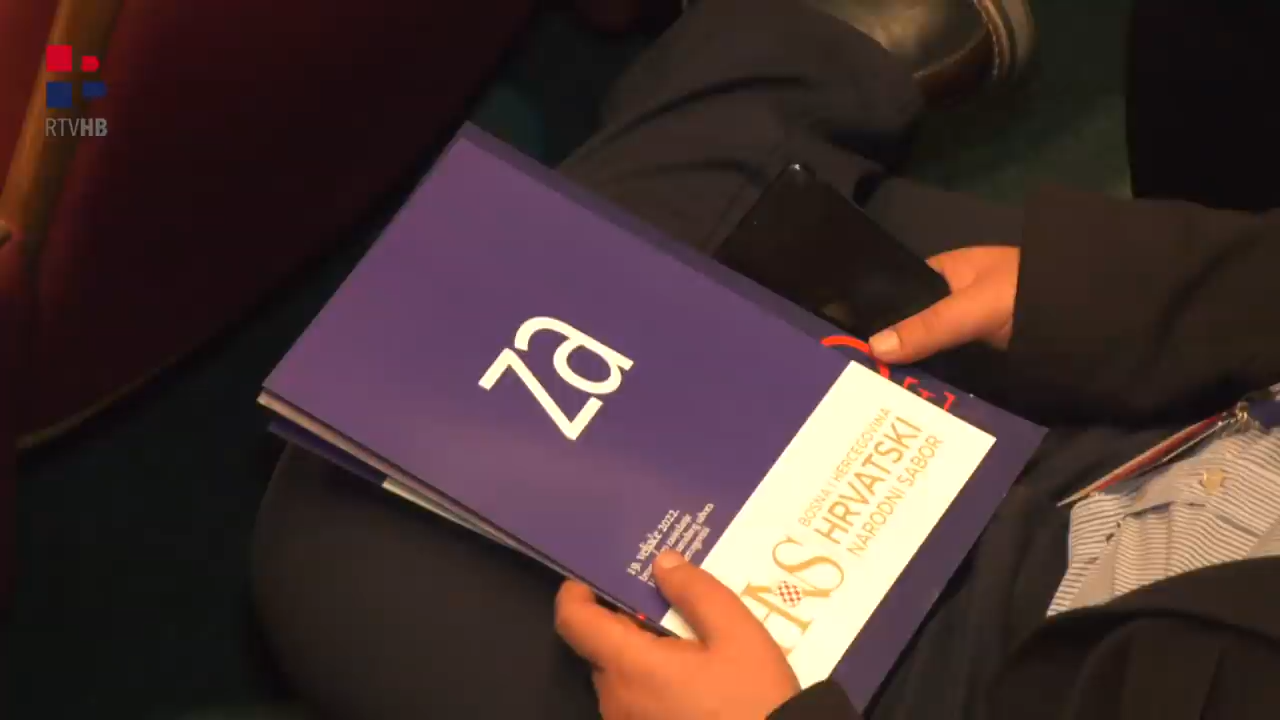 RTVHB
za
19. veljače 2022.
BOSNA I HERCEGOVINA
HRVATSKI
NARODNI SABOR
HNS